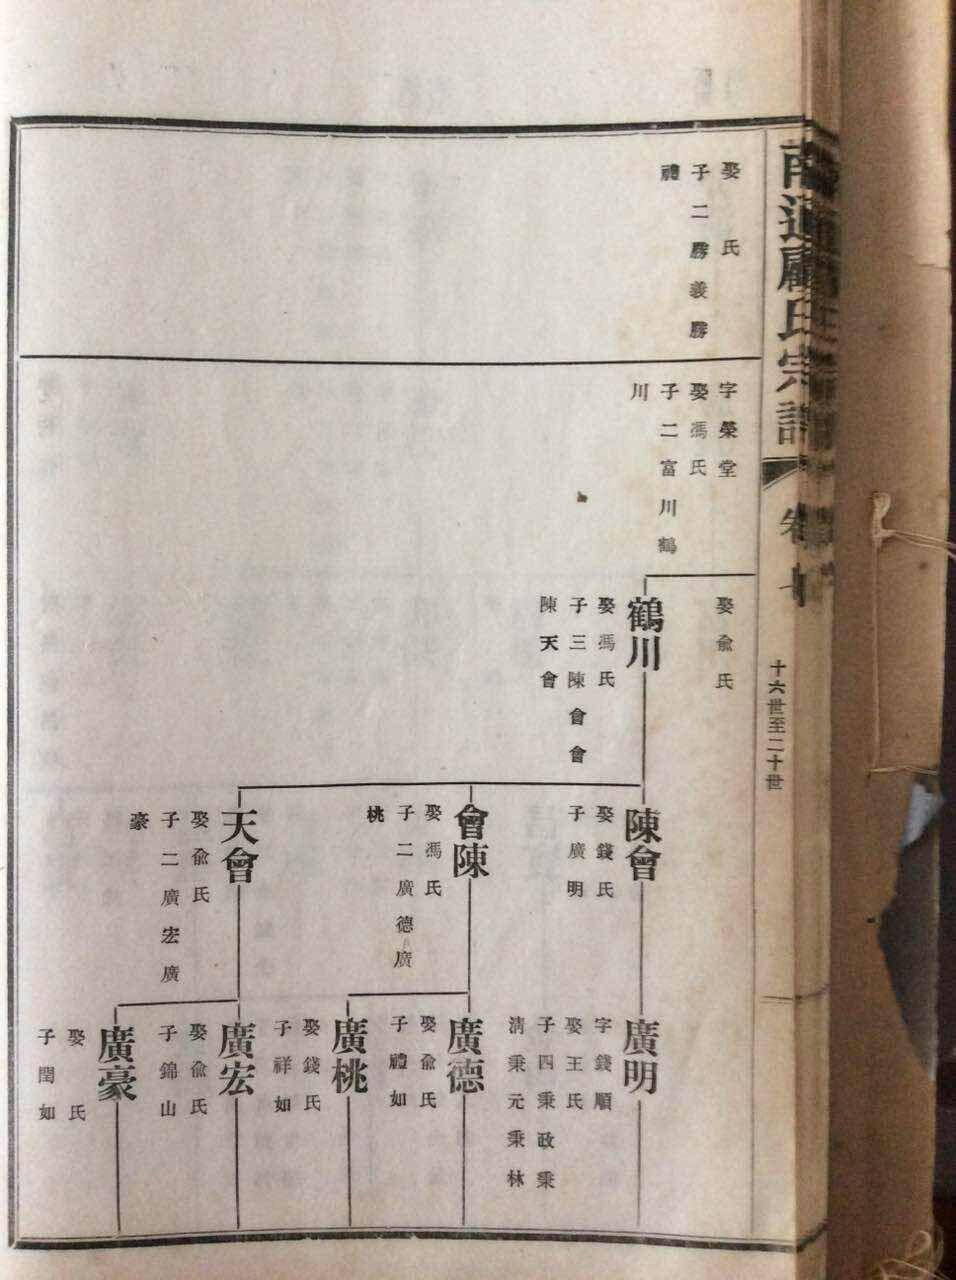 南通顧氏宗譜
卷
十六世至二十世
娶 氏
子二勝義勝
禮
字榮堂
娶馮氏
子二富川鶴
川
娶俞氏
鶴川
娶馮氏
子三陳會會
陳天會
陳會
娶錢氏
子廣明
會陳
娶馮氏
子二廣德廣
桃
天會
娶俞氏
子二廣宏廣
豪
廣明
字錢順
娶王氏
子四秉政秉
清秉元秉林
廣德
娶俞氏
子禮如
廣桃
娶錢氏
子祥如
廣宏
娶俞氏
子錦山
廣豪
娶 氏
子閏如